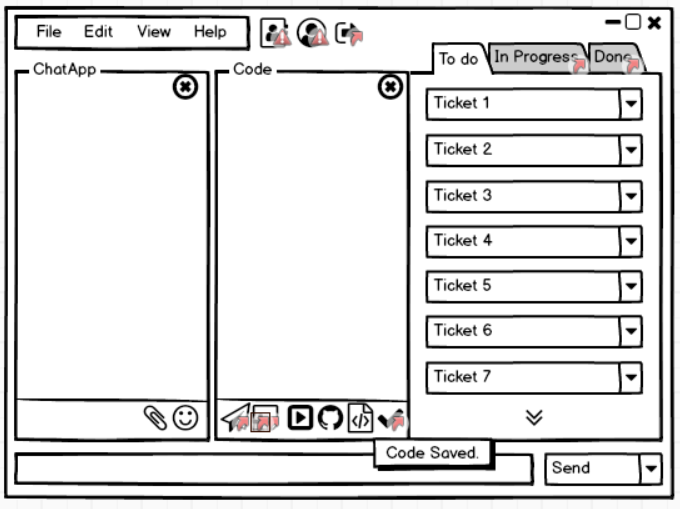 File Edit View Help
To do In Progress Done
ChatApp
Code
Ticket 1
Ticket 2
Ticket 3
Ticket 4
Ticket 5
Ticket 6
Ticket 7
Code Saved.
Send